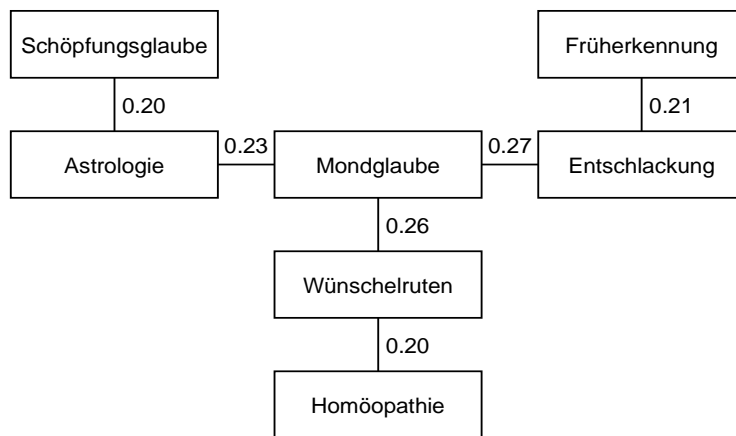 Schöpfungsglaube
Früherkennung
0.20
0.21
Astrologie
0.23
Mondglaube
0.27
Entschlackung
0.26
Wünschelruten
0.20
Homöopathie